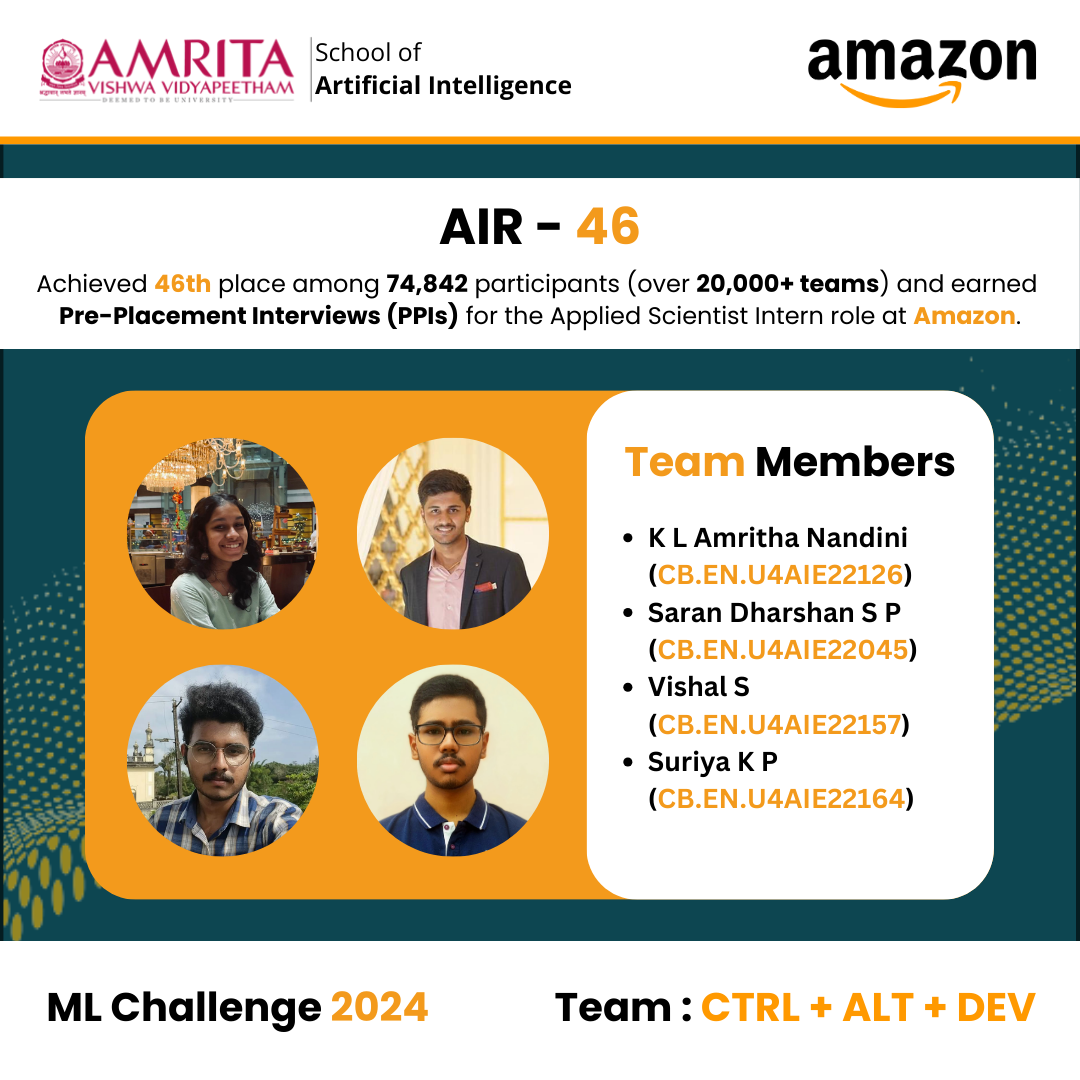 AMRITA
VISHWA VIDYAPEETHAM
DEEMED TO BE UNIVERSITY
School of
Artificial Intelligence
amazon
AIR - 46
Achieved 46th place among 74,842 participants (over 20,000+ teams) and earned
Pre-Placement Interviews (PPIs) for the Applied Scientist Intern role at Amazon.
Team Members
• K L Amritha Nandini
(CB.EN.U4AIE22126)
• Saran Dharshan S P
(CB.EN.U4AIE22045)
• Vishal S
(CB.EN.U4AIE22157)
• Suriya K P
(CB.EN.U4AIE22164)
ML Challenge 2024
Team : CTRL + ALT + DEV